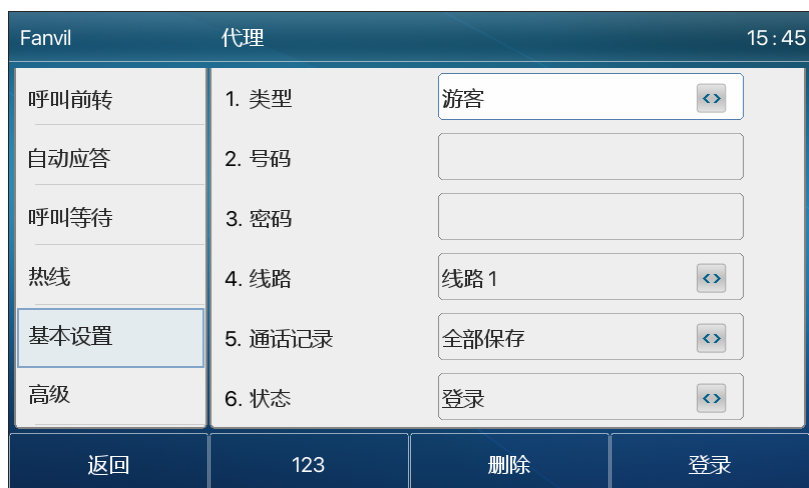 Fanvil 代理 15:45
呼叫前转
自动应答
呼叫等待
热线
基本设置
高级
1. 类型 游客
2. 号码
3. 密码
4. 线路 线路 1
5. 通话记录 全部保存
6. 状态 登录
返回 123 删除 登录